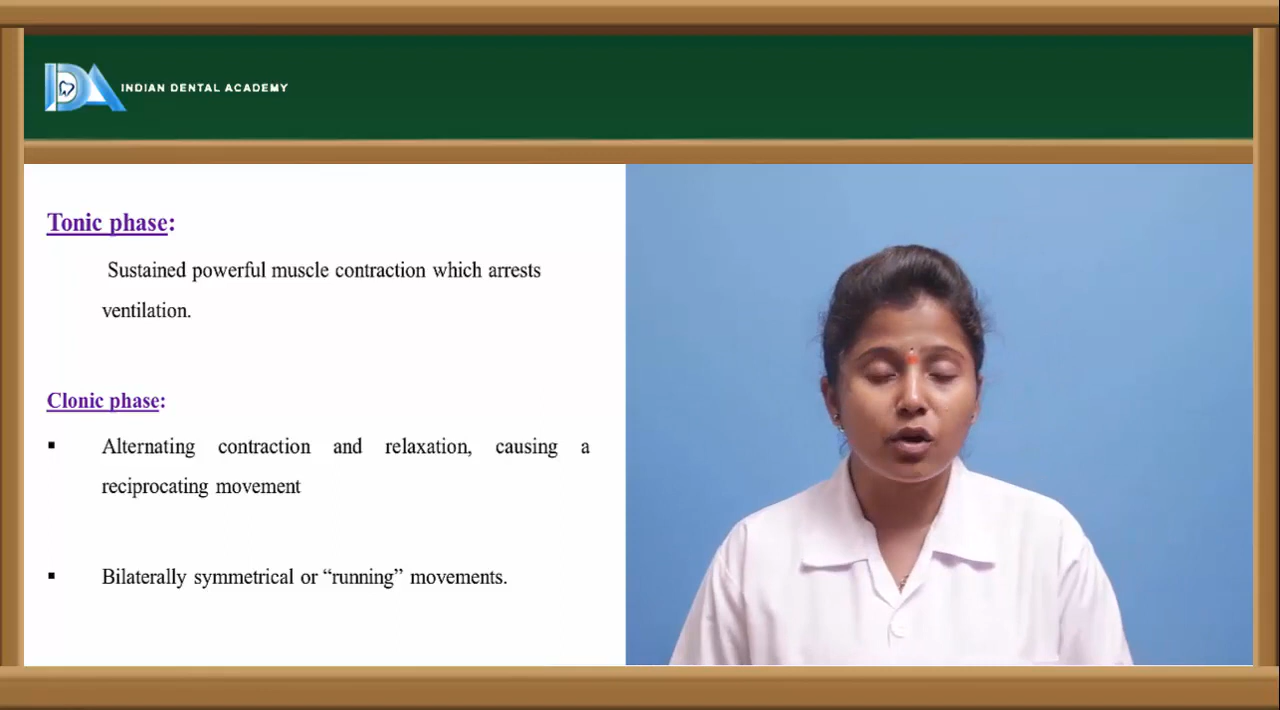 INDIAN DENTAL ACADEMY
Tonic phase:
Sustained powerful muscle contraction which arrests
ventilation.
Clonic phase:
▪ Alternating contraction and relaxation, causing a
reciprocating movement
▪ Bilaterally symmetrical or “running” movements.